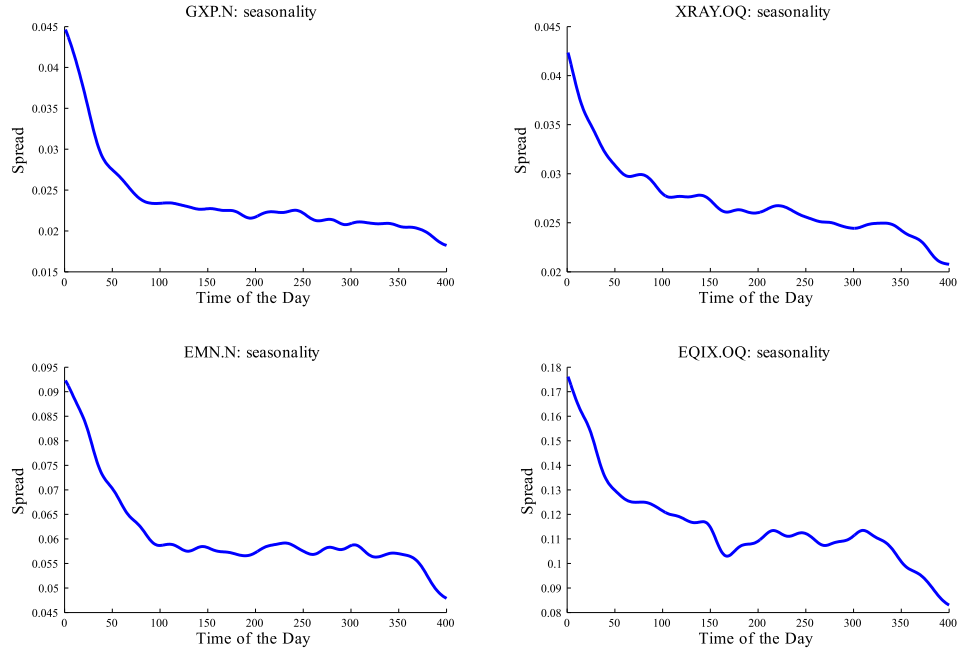 GXP.N: seasonality
0.045
0.04
0.035
0.03
0.025
0.02
0.015
Spread
0 50 100 150 200 250 300 350 400
Time of the Day
XRAY.OQ: seasonality
0.045
0.04
0.035
0.03
0.025
0.02
Spread
0 50 100 150 200 250 300 350 400
Time of the Day
EMN.N: seasonality
0.095
0.09
0.085
0.08
0.075
0.07
0.065
0.06
0.055
0.05
0.045
Spread
0 50 100 150 200 250 300 350 400
Time of the Day
EQIX.OQ: seasonality
0.18
0.17
0.16
0.15
0.14
0.13
0.12
0.11
0.1
0.09
0.08
Spread
0 50 100 150 200 250 300 350 400
Time of the Day